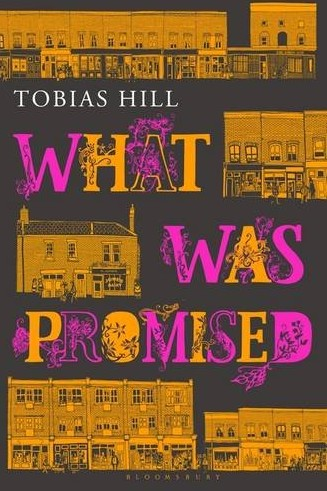 TOBIAS HILL
WHAT
WAS
PROMISED
BLOOMSBURY